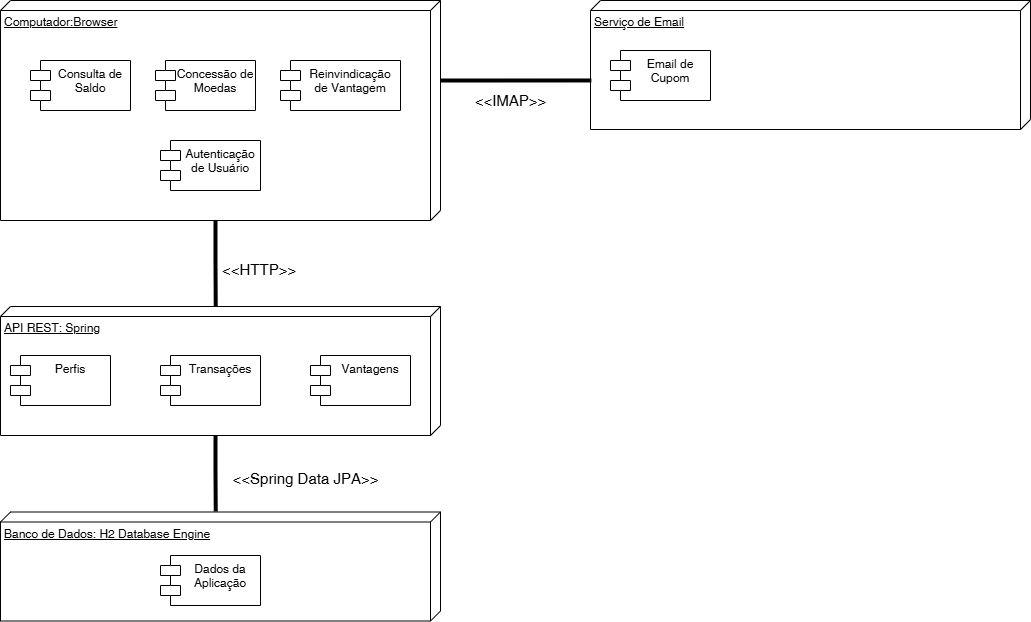 Computador:Browser
Consulta de
Saldo
Concessão de
Moedas
Reinvindicação
de Vantagem
Autenticação
de Usuário
<<IMAP>>
Serviço de Email
Email de
Cupom
<<HTTP>>
API REST: Spring
Perfis
Transações
Vantagens
<<Spring Data JPA>>
Banco de Dados: H2 Database Engine
Dados da
Aplicação